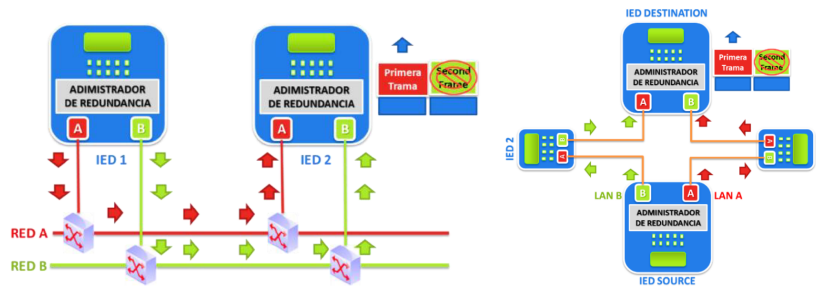 ADIMISTRADOR
DE REDUNDANCIA
A
B
IED 1
ADIMISTRADOR
DE REDUNDANCIA
A
B
IED 2
Primera
Trama
Second
Frame
RED A
RED B
IED DESTINATION
ADMINISTRADOR
DE REDUNDANCIA
A
B
Primera
Trama
Second
Frame
IED 2
B
A
A
LAN B
B
A
LAN A
ADMINISTRADOR
DE REDUNDANCIA
IED SOURCE